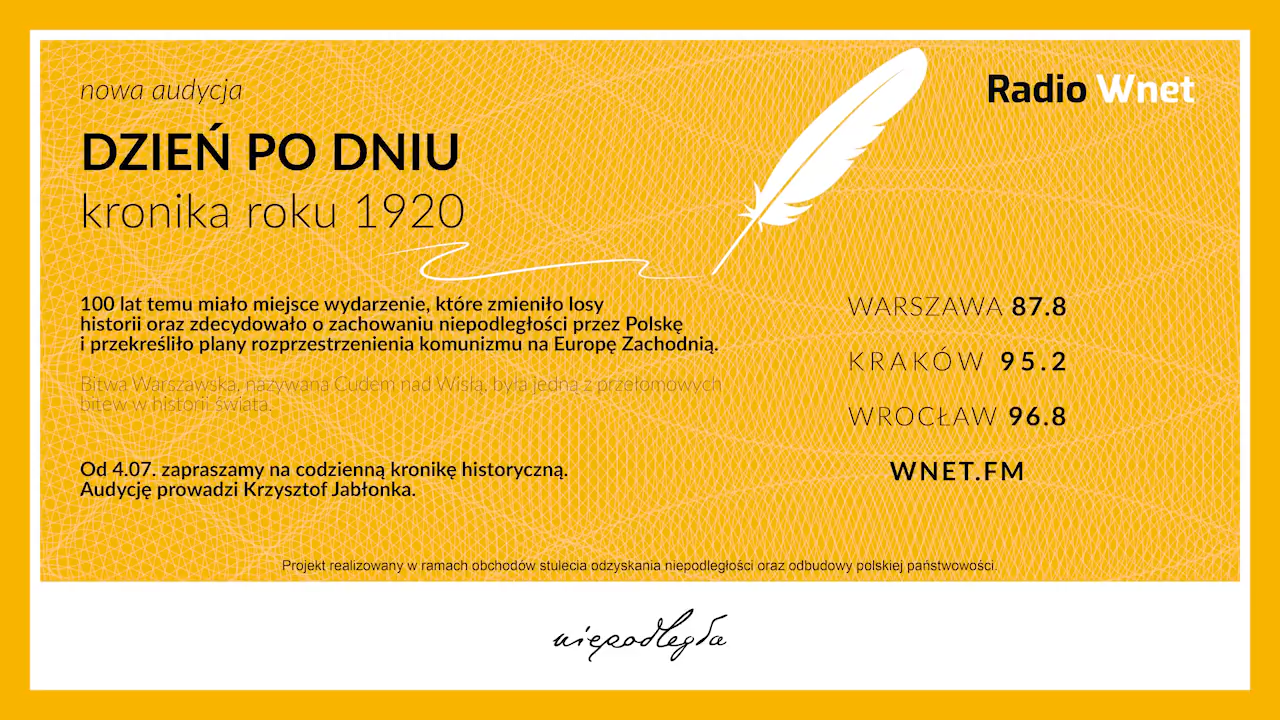 nowa audycja
Radio Wnet
DZIEŃ PO DNIU
kronika roku 1920
100 lat temu miało miejsce wydarzenie, które zmieniło losy
historii oraz zdecydowało o zachowaniu niepodległości przez Polskę
i przekreśliło plany rozprzestrzenienia komunizmu na Europę Zachodnią.
Bitwa Warszawska, nazywana Cudem nad Wisłą, była jedną z przełomowych
bitew w historii świata.
Od 4.07. zapraszamy na codzienną kronikę historyczną.
Audycję prowadzi Krzysztof Jabłonka.
WARSZAWA 87.8
KRAKÓW 95.2
WROCŁAW 96.8
WNET.FM
Projekt realizowany w ramach obchodów stulecia odzyskania niepodległości oraz odbudowy polskiej państwowości.
niepodległa